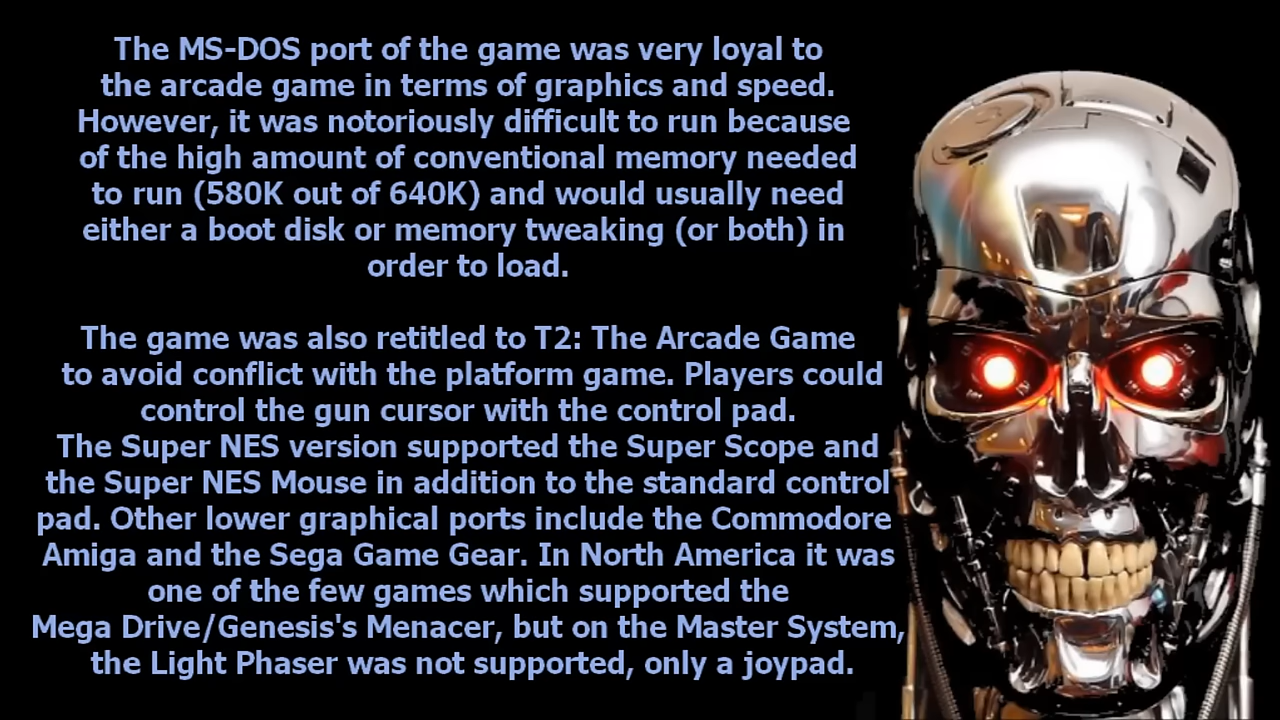 The MS-DOS port of the game was very loyal to
the arcade game in terms of graphics and speed.
However, it was notoriously difficult to run because
of the high amount of conventional memory needed
to run (580K out of 640K) and would usually need
either a boot disk or memory tweaking (or both) in
order to load.
The game was also retitled to T2: The Arcade Game
to avoid conflict with the platform game. Players could
control the gun cursor with the control pad.
The Super NES version supported the Super Scope and
the Super NES Mouse in addition to the standard control
pad. Other lower graphical ports include the Commodore
Amiga and the Sega Game Gear. In North America it was
one of the few games which supported the
Mega Drive/Genesis's Menacer, but on the Master System,
the Light Phaser was not supported, only a joypad.